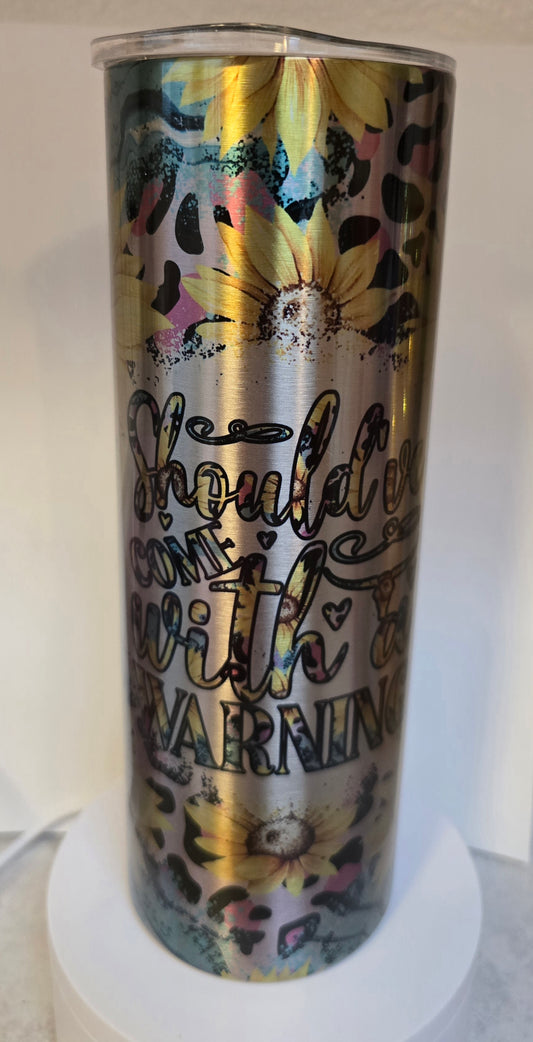 Should'v
COME
with a
WARNING